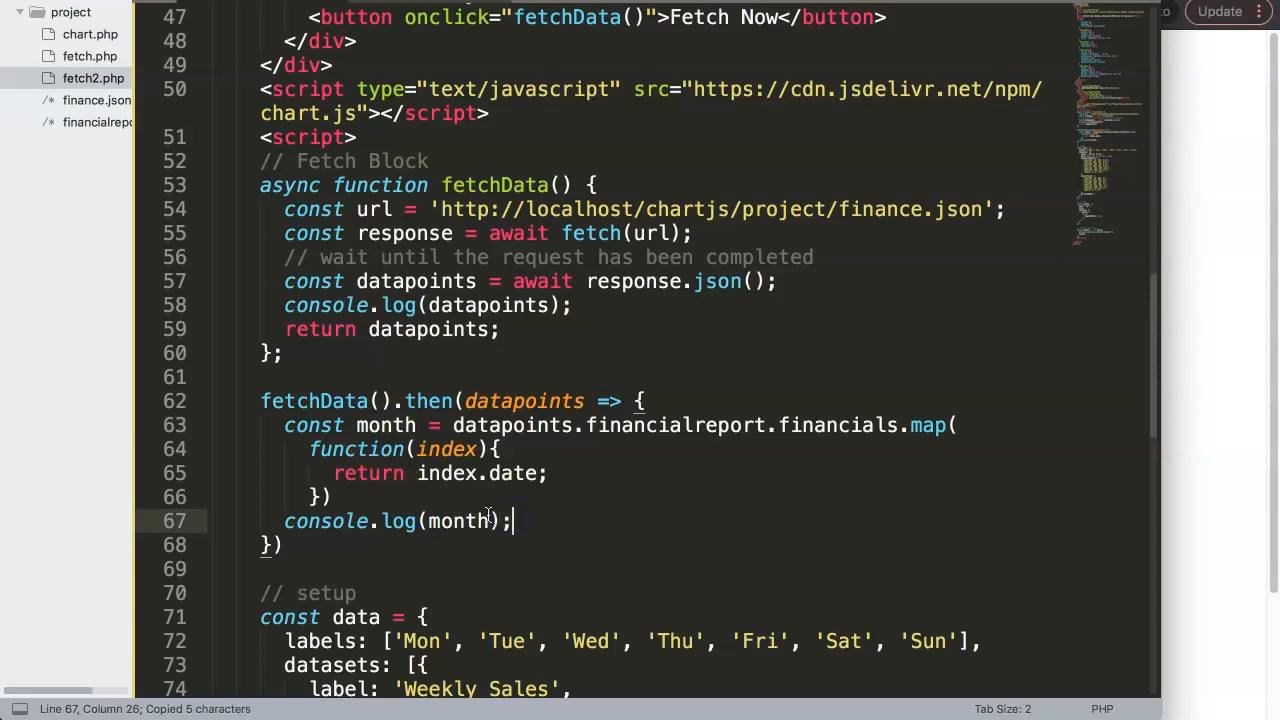 project
chart.php
fetch.php
fetch2.php
/* finance.json
/* financialrepo
Update
47 <button onclick="fetchData()">Fetch Now</button>
48 </div>
49 </div>
50 <script type="text/javascript" src="https://cdn.jsdelivr.net/npm/
chart.js"></script>
51 <script>
52 // Fetch Block
53 async function fetchData() {
54 const url = 'http://localhost/chartjs/project/finance.json';
55 const response = await fetch(url);
56 // wait until the request has been completed
57 const datapoints = await response.json();
58 console.log(datapoints);
59 return datapoints;
60 };
61
62 fetchData().then(datapoints => {
63 const month = datapoints.financialreport.financials.map(
64 function(index){
65 return index.date;
66 })
67 console.log(month);
68 })
69
70 // setup
71 const data = {
72 labels: ['Mon', 'Tue', 'Wed', 'Thu', 'Fri', 'Sat', 'Sun'],
73 datasets: [{
74 label: 'Weekly Sales',
Line 67, Column 26; Copied 5 characters
Tab Size: 2
PHP